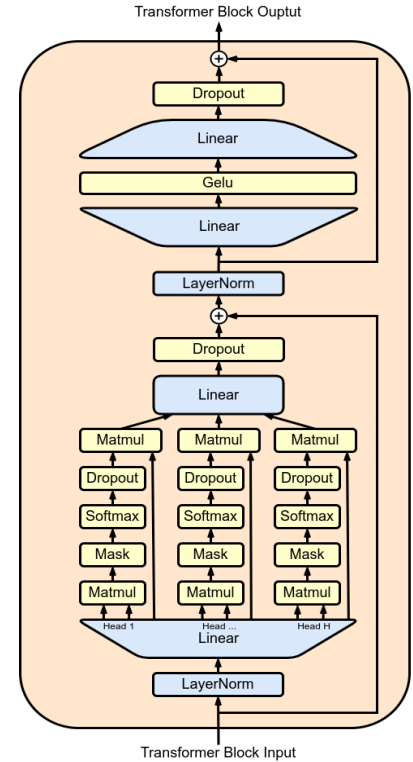 Transformer Block Ouptut
+
Dropout
Linear
Gelu
Linear
LayerNorm
+
Dropout
Linear
Matmul Matmul Matmul
Dropout Dropout Dropout
Softmax Softmax Softmax
Mask Mask Mask
Matmul Matmul Matmul
Head 1 Head ... Head H
Linear
LayerNorm
Transformer Block Input